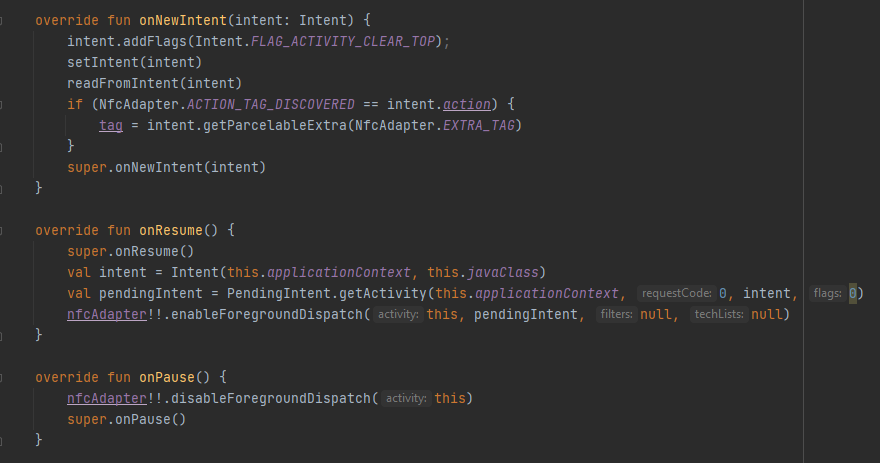 override fun onNewIntent(intent: Intent) {
intent.addFlags(Intent.FLAG_ACTIVITY_CLEAR_TOP);
setIntent(intent)
readFromIntent(intent)
if (NfcAdapter.ACTION_TAG_DISCOVERED == intent.action) {
tag = intent.getParcelableExtra(NfcAdapter.EXTRA_TAG)
}
super.onNewIntent(intent)
}
override fun onResume() {
super.onResume()
val intent = Intent(this.applicationContext, this.javaClass)
val pendingIntent = PendingIntent.getActivity(this.applicationContext, requestCode: 0, intent, flags: 0)
nfcAdapter!!.enableForegroundDispatch( activity: this, pendingIntent, filters: null, techLists: null)
}
override fun onPause() {
nfcAdapter!!.disableForegroundDispatch( activity: this)
super.onPause()
}